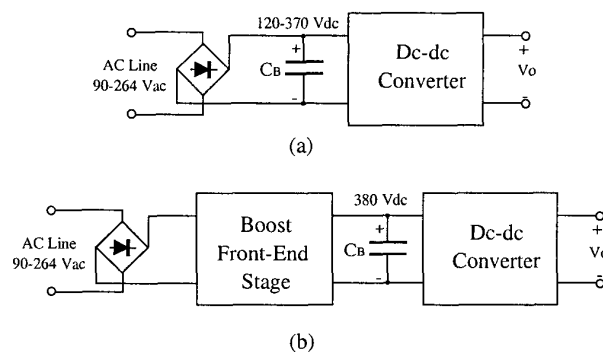 120-370 Vdc
AC Line
90-264 Vac
+
CB
-
Dc-dc
Converter
+
Vo
-
(a)
380 Vdc
AC Line
90-264 Vac
Boost
Front-End
Stage
+
CB
-
Dc-dc
Converter
+
Vo
-
(b)